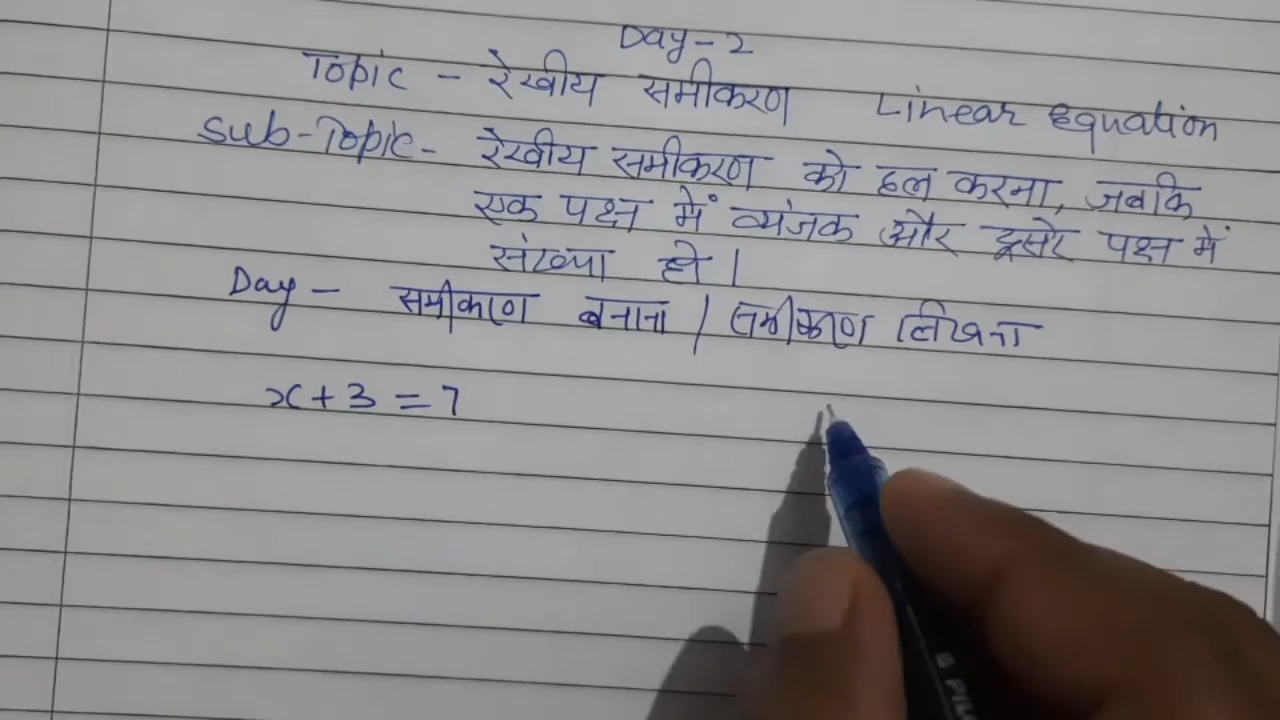 Day - 2
Topic - रेखीय समीकरण Linear Equation
Sub-Topic - रेखीय समीकरण को हल करना, जबकि
एक पक्ष में व्यंजक और दूसरे पक्ष में
संख्या हो।
Day - समीकरण बनाना / समीकरण लिखना
x + 3 = 7